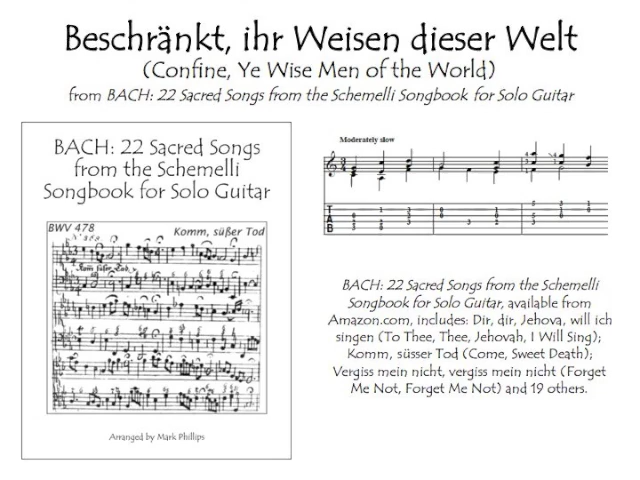 Beschränkt, ihr Weisen dieser Welt
(Confine, Ye Wise Men of the World)
from BACH: 22 Sacred Songs from the Schemelli Songbook for Solo Guitar
BACH: 22 Sacred Songs
from the Schemelli
Songbook for Solo Guitar
BWV 478
Komm, süßer Tod
Arranged by Mark Phillips
Moderately slow
BACH: 22 Sacred Songs from the Schemelli
Songbook for Solo Guitar, available from
Amazon.com, includes: Dir, dir, Jehova, will ich
singen (To Thee, Thee, Jehovah, I Will Sing);
Komm, süsser Tod (Come, Sweet Death);
Vergiss mein nicht, vergiss mein nicht (Forget
Me Not, Forget Me Not) and 19 others.